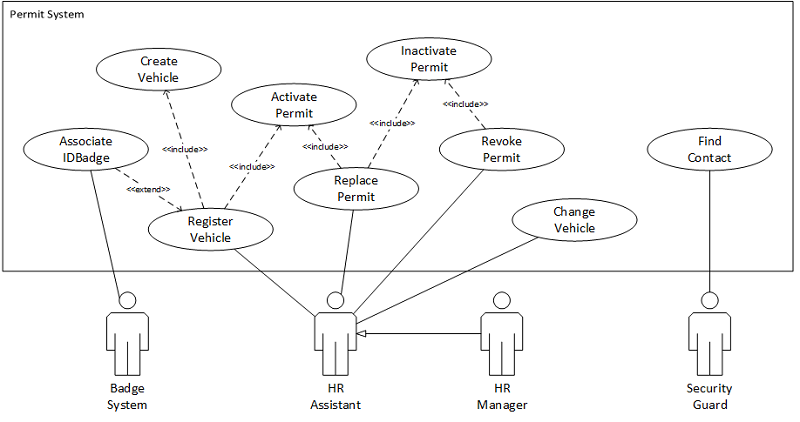 Permit System
Create
Vehicle
Inactivate
Permit
Activate
Permit
<<include>>
Associate
IDBadge
<<include>>
Revoke
Permit
Find
Contact
<<include>>
<<include>>
<<include>>
<<extend>>
Replace
Permit
Register
Vehicle
Change
Vehicle
Badge
System
HR
Assistant
HR
Manager
Security
Guard